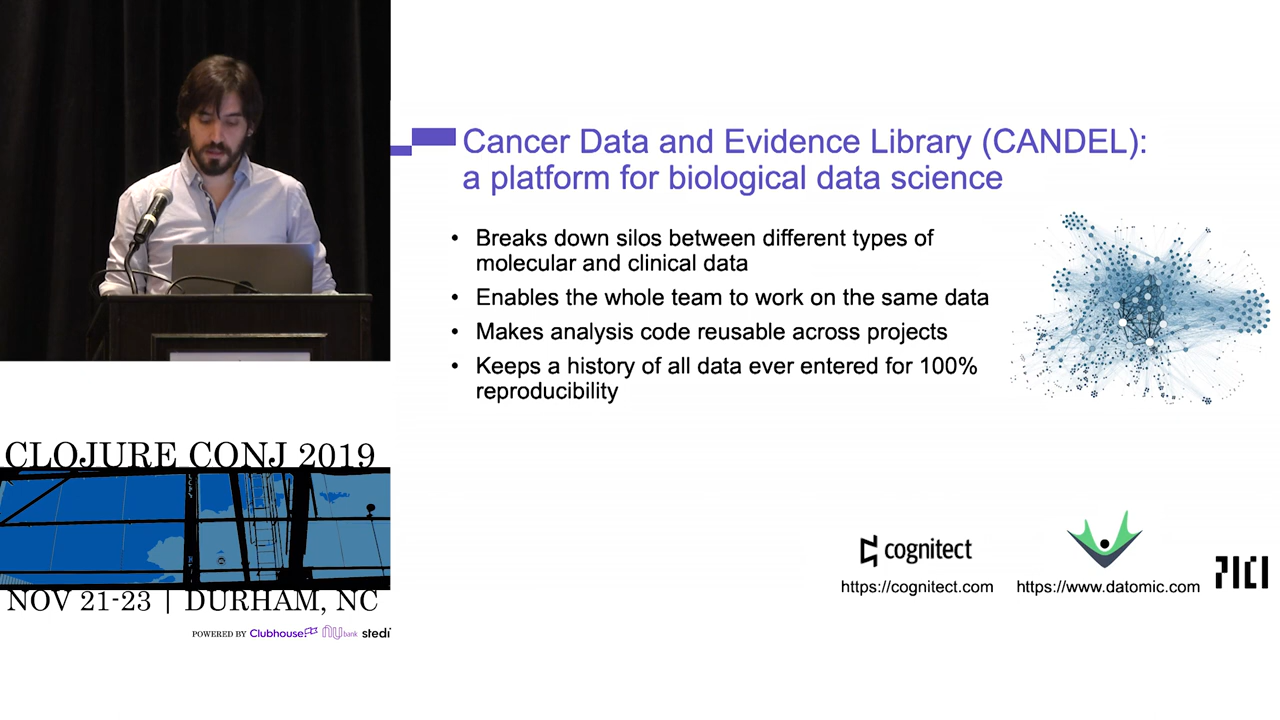 Cancer Data and Evidence Library (CANDEL):
a platform for biological data science
• Breaks down silos between different types of
molecular and clinical data
• Enables the whole team to work on the same data
• Makes analysis code reusable across projects
• Keeps a history of all data ever entered for 100%
reproducibility
CLOJURE CONJ 2019
NOV 21-23 | DURHAM, NC
POWERED BY Clubhouse nu bank stedi
cognitect
https://cognitect.com
https://www.datomic.com
PICI